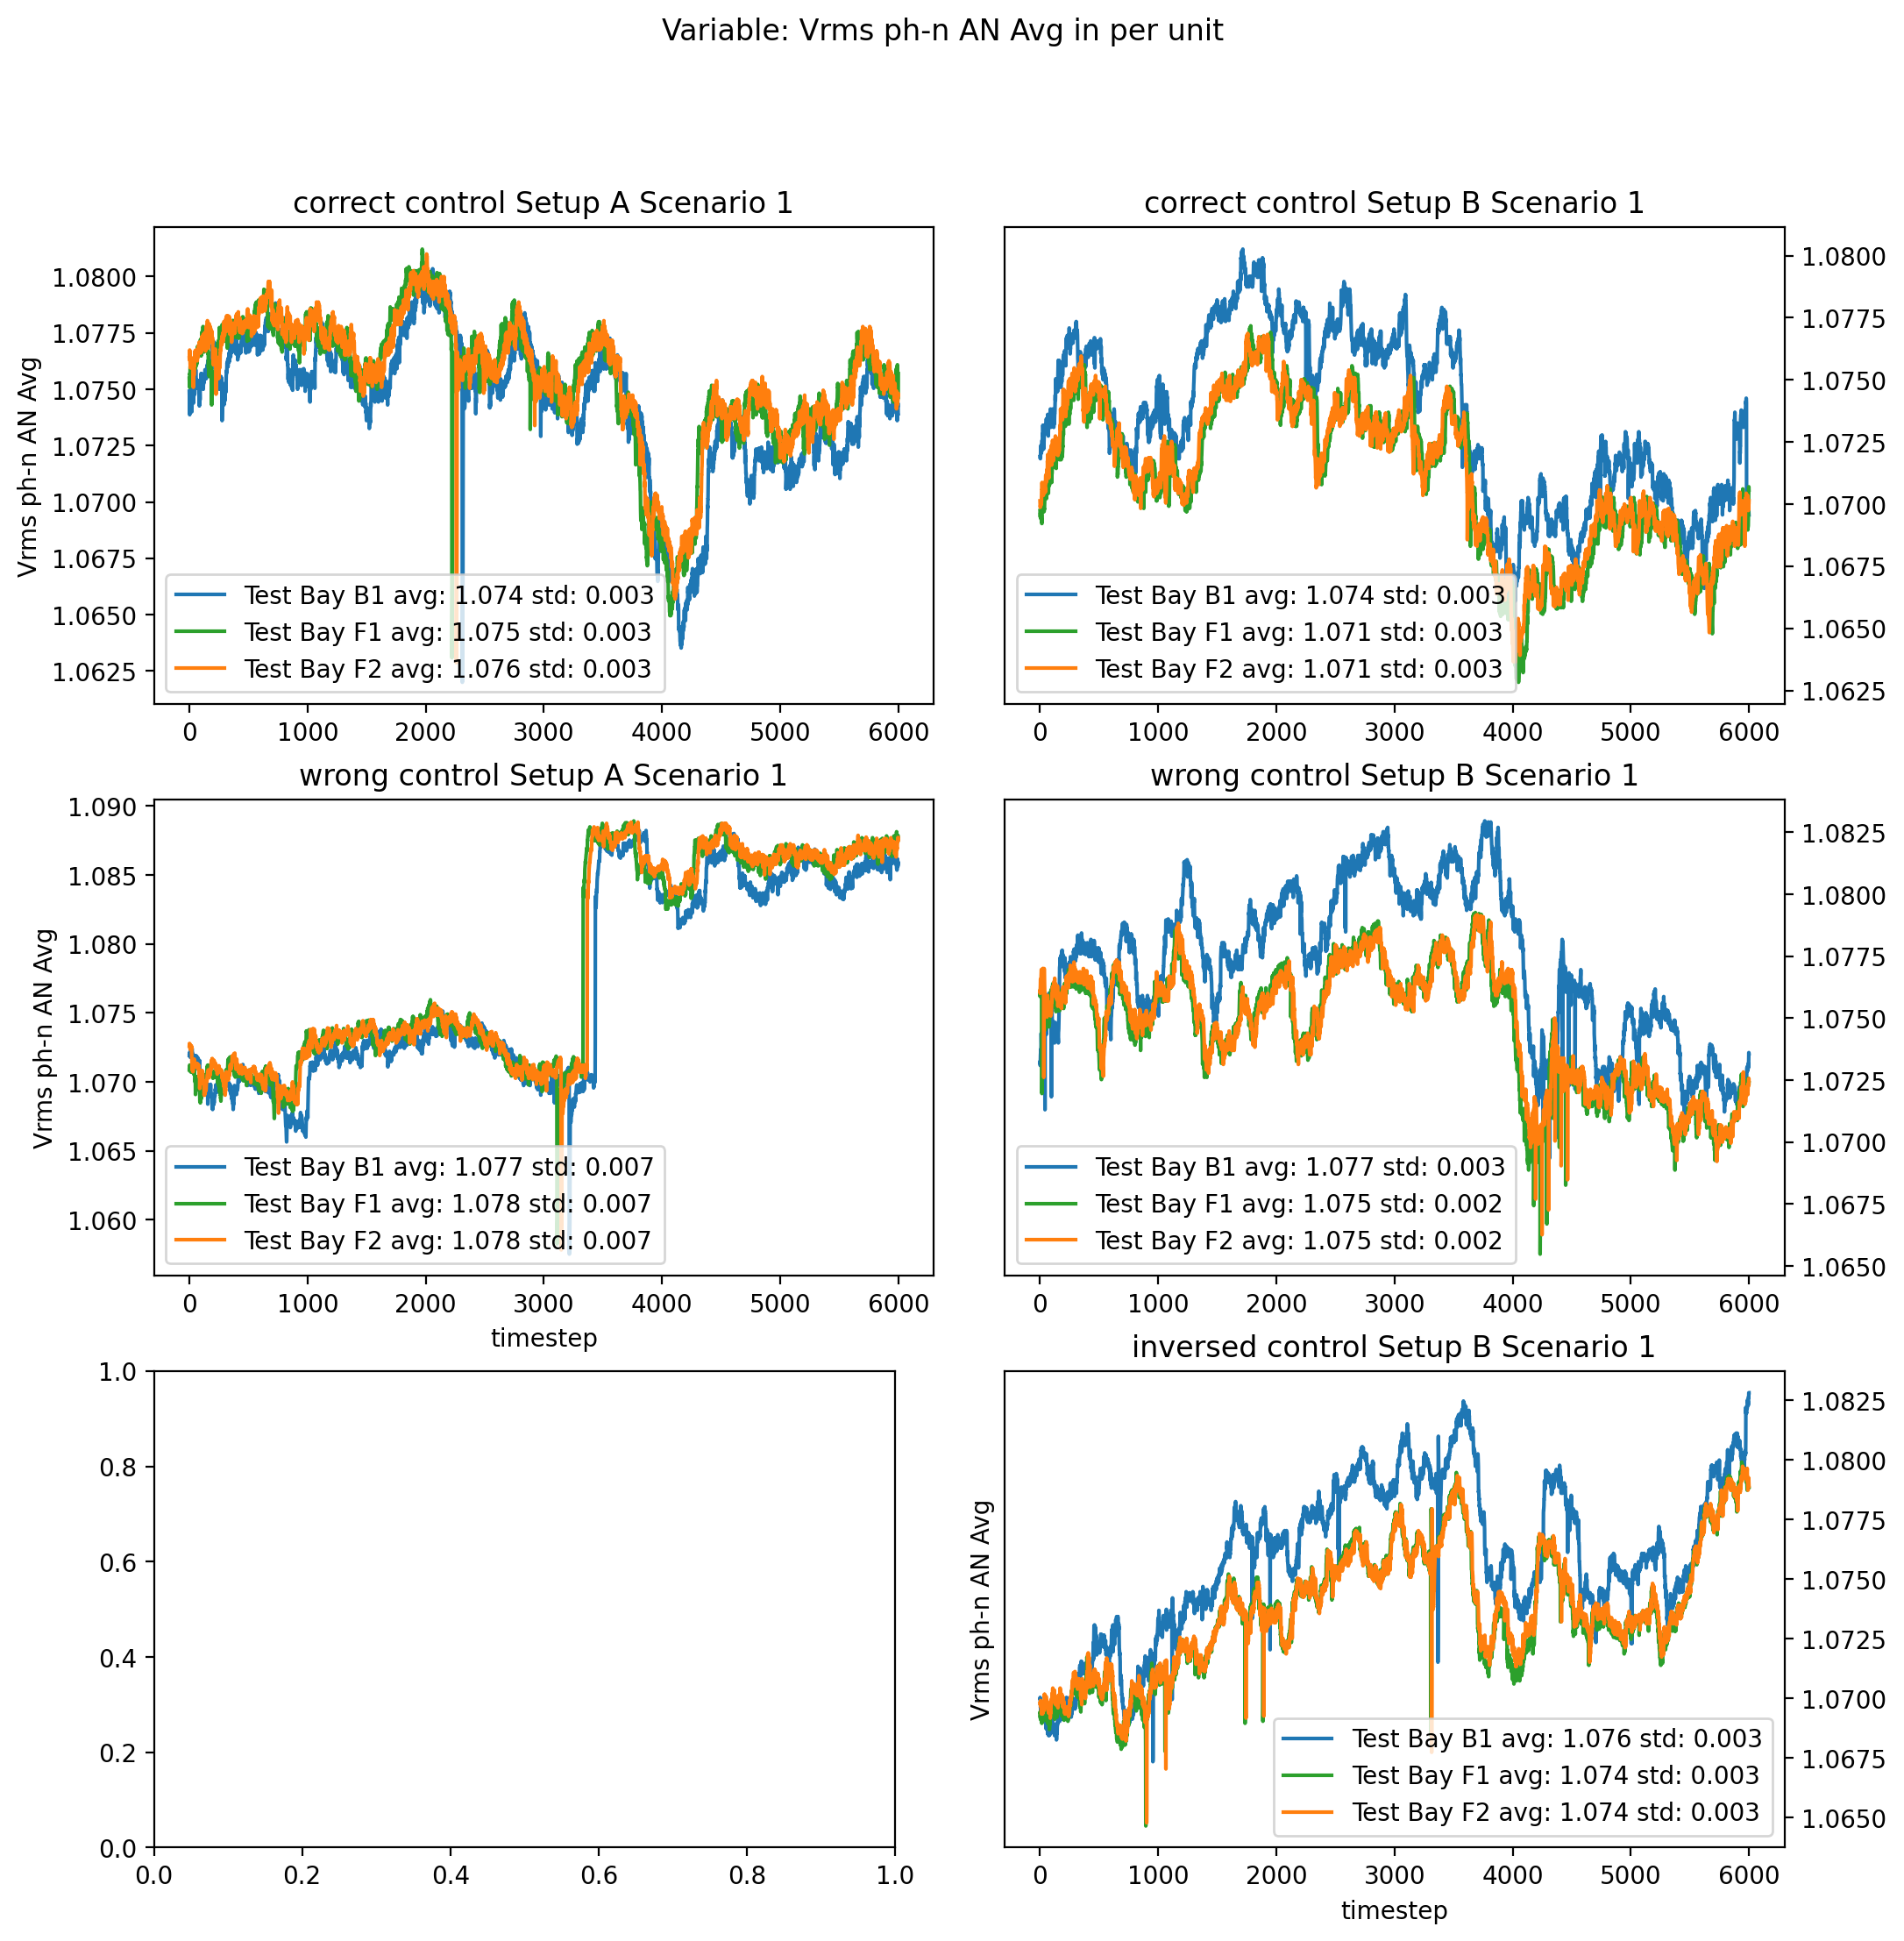 Variable: Vrms ph-n AN Avg in per unit
correct control Setup A Scenario 1
Vrms ph-n AN Avg
1.0800
1.0775
1.0750
1.0725
1.0700
1.0675
1.0650
1.0625
Test Bay B1 avg: 1.074 std: 0.003
Test Bay F1 avg: 1.075 std: 0.003
Test Bay F2 avg: 1.076 std: 0.003
0 1000 2000 3000 4000 5000 6000
correct control Setup B Scenario 1
1.0800
1.0775
1.0750
1.0725
1.0700
1.0675
1.0650
1.0625
Test Bay B1 avg: 1.074 std: 0.003
Test Bay F1 avg: 1.071 std: 0.003
Test Bay F2 avg: 1.071 std: 0.003
0 1000 2000 3000 4000 5000 6000
wrong control Setup A Scenario 1
Vrms ph-n AN Avg
1.090
1.085
1.080
1.075
1.070
1.065
1.060
Test Bay B1 avg: 1.077 std: 0.007
Test Bay F1 avg: 1.078 std: 0.007
Test Bay F2 avg: 1.078 std: 0.007
0 1000 2000 3000 4000 5000 6000
timestep
wrong control Setup B Scenario 1
1.0825
1.0800
1.0775
1.0750
1.0725
1.0700
1.0675
1.0650
Test Bay B1 avg: 1.077 std: 0.003
Test Bay F1 avg: 1.075 std: 0.002
Test Bay F2 avg: 1.075 std: 0.002
0 1000 2000 3000 4000 5000 6000
1.0
0.8
0.6
0.4
0.2
0.0
0.0 0.2 0.4 0.6 0.8 1.0
inversed control Setup B Scenario 1
Vrms ph-n AN Avg
1.0825
1.0800
1.0775
1.0750
1.0725
1.0700
1.0675
1.0650
Test Bay B1 avg: 1.076 std: 0.003
Test Bay F1 avg: 1.074 std: 0.003
Test Bay F2 avg: 1.074 std: 0.003
0 1000 2000 3000 4000 5000 6000
timestep